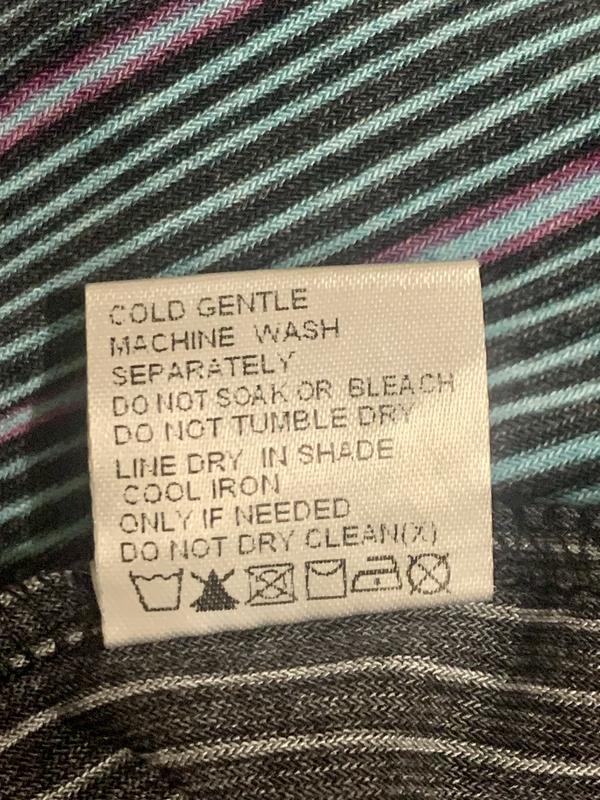 COLD GENTLE
MACHINE WASH
SEPARATELY
DO NOT SOAK OR BLEACH
DO NOT TUMBLE DRY
LINE DRY IN SHADE
COOL IRON
ONLY IF NEEDED
DO NOT DRY CLEAN(X)